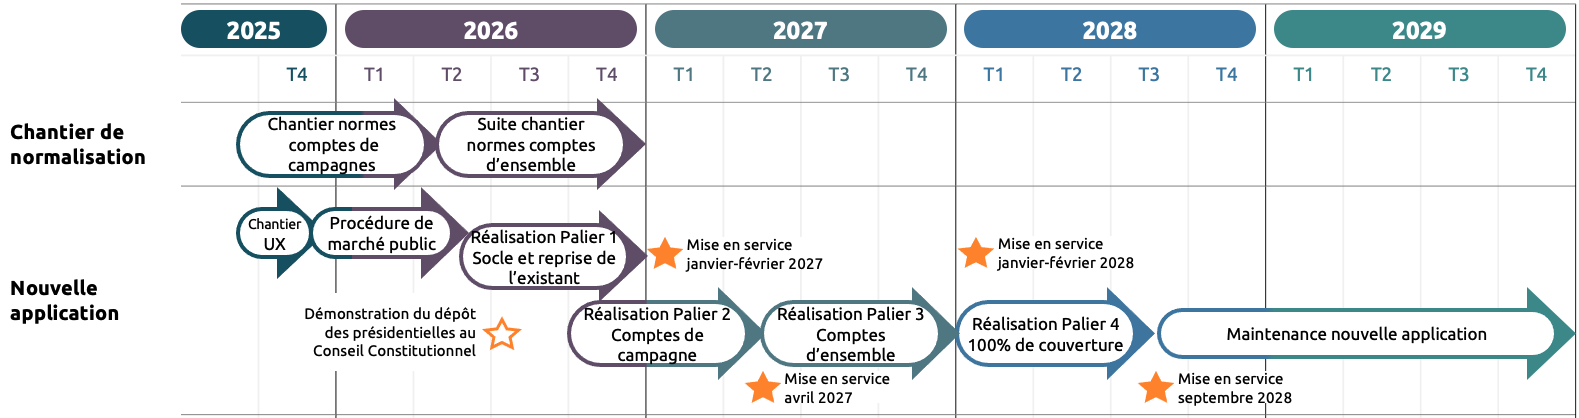 2025
2026
2027
2028
2029
T4
T1
T2
T3
T4
T1
T2
T3
T4
T1
T2
T3
T4
T1
T2
T3
T4
Chantier de
normalisation
Chantier normes
comptes de
campagnes
Suite chantier
normes comptes
d’ensemble
Nouvelle
application
Chantier
UX
Procédure de
marché public
Réalisation Palier 1
Socle et reprise de
l’existant
Mise en service
janvier-février 2027
Mise en service
janvier-février 2028
Démonstration du dépôt
des présidentielles au
Conseil Constitutionnel
Réalisation Palier 2
Comptes de
campagne
Réalisation Palier 3
Comptes
d’ensemble
Réalisation Palier 4
100% de couverture
Maintenance nouvelle application
Mise en service
avril 2027
Mise en service
septembre 2028